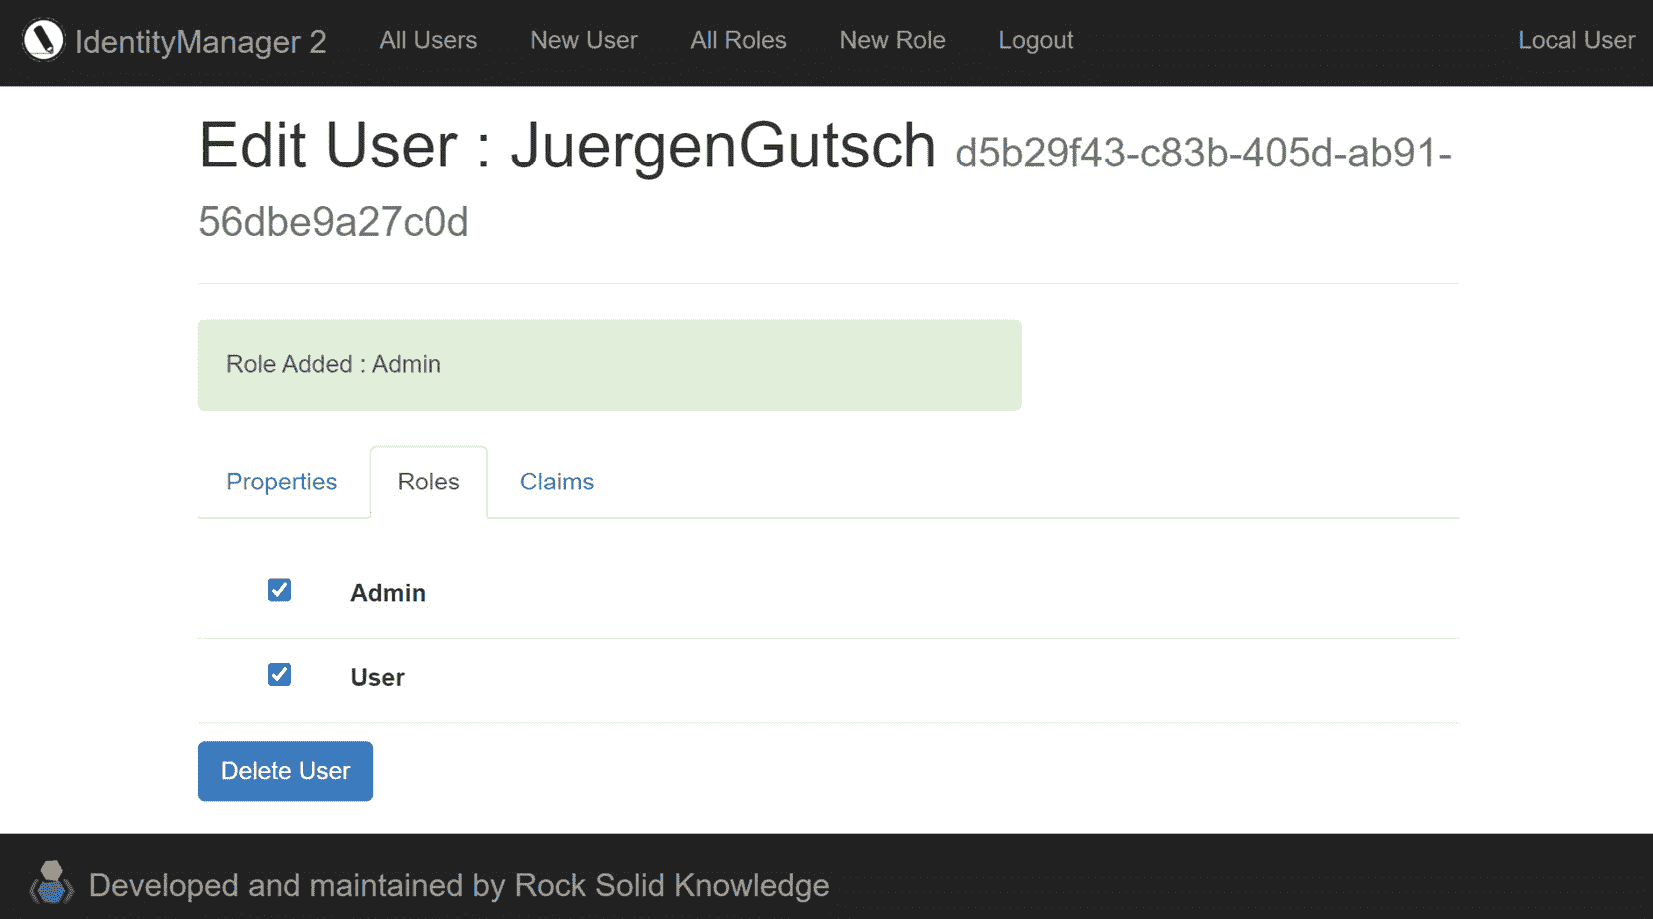 IdentityManager 2 All Users New User All Roles New Role Logout Local User
Edit User : JuergenGutsch d5b29f43-c83b-405d-ab91-
56dbe9a27c0d
Role Added : Admin
Properties Roles Claims
Admin
User
Delete User
Developed and maintained by Rock Solid Knowledge